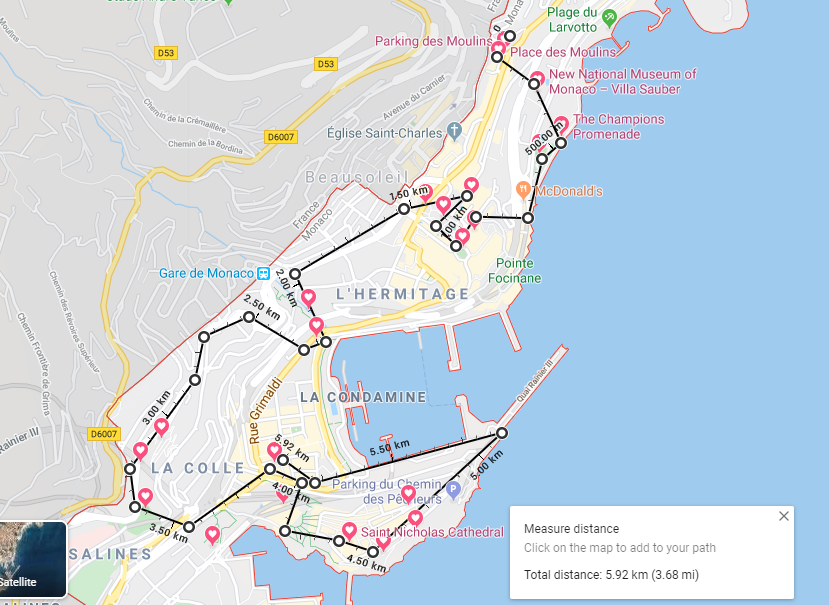 Plage du
Larvotto
Parking des Moulins
0
Mona
Place des Moulins
D53
D53
New National Museum of
Monaco – Villa Sauber
Avenue du Carnier
Chemin de la Crémaillère
Chemin de la Bordina
D6007
Église Saint-Charles
The Champions
Promenade
500.00 m
Beausoleil
1.50 km
McDonald's
France
Monaco
Pointe
Focinane
Gare de Monaco
2.00 km
L'HERMITAGE
2.50 km
Chemin des Révoires Supérieur
Chemin Frontière de
Grima
Quai Rainier III
Rue Grimaldi
LA CONDAMINE
3.00 km
Rainier III
D6007
5.92 km
5.50 km
LA COLLE
5.00 km
4.00 km
Parking du Chemin
des Pêcheurs
3.50 km
Saint Nicholas Cathedral
SALINES
4.50 km
Satellite
Measure distance
Click on the map to add to your path
Total distance: 5.92 km (3.68 mi)